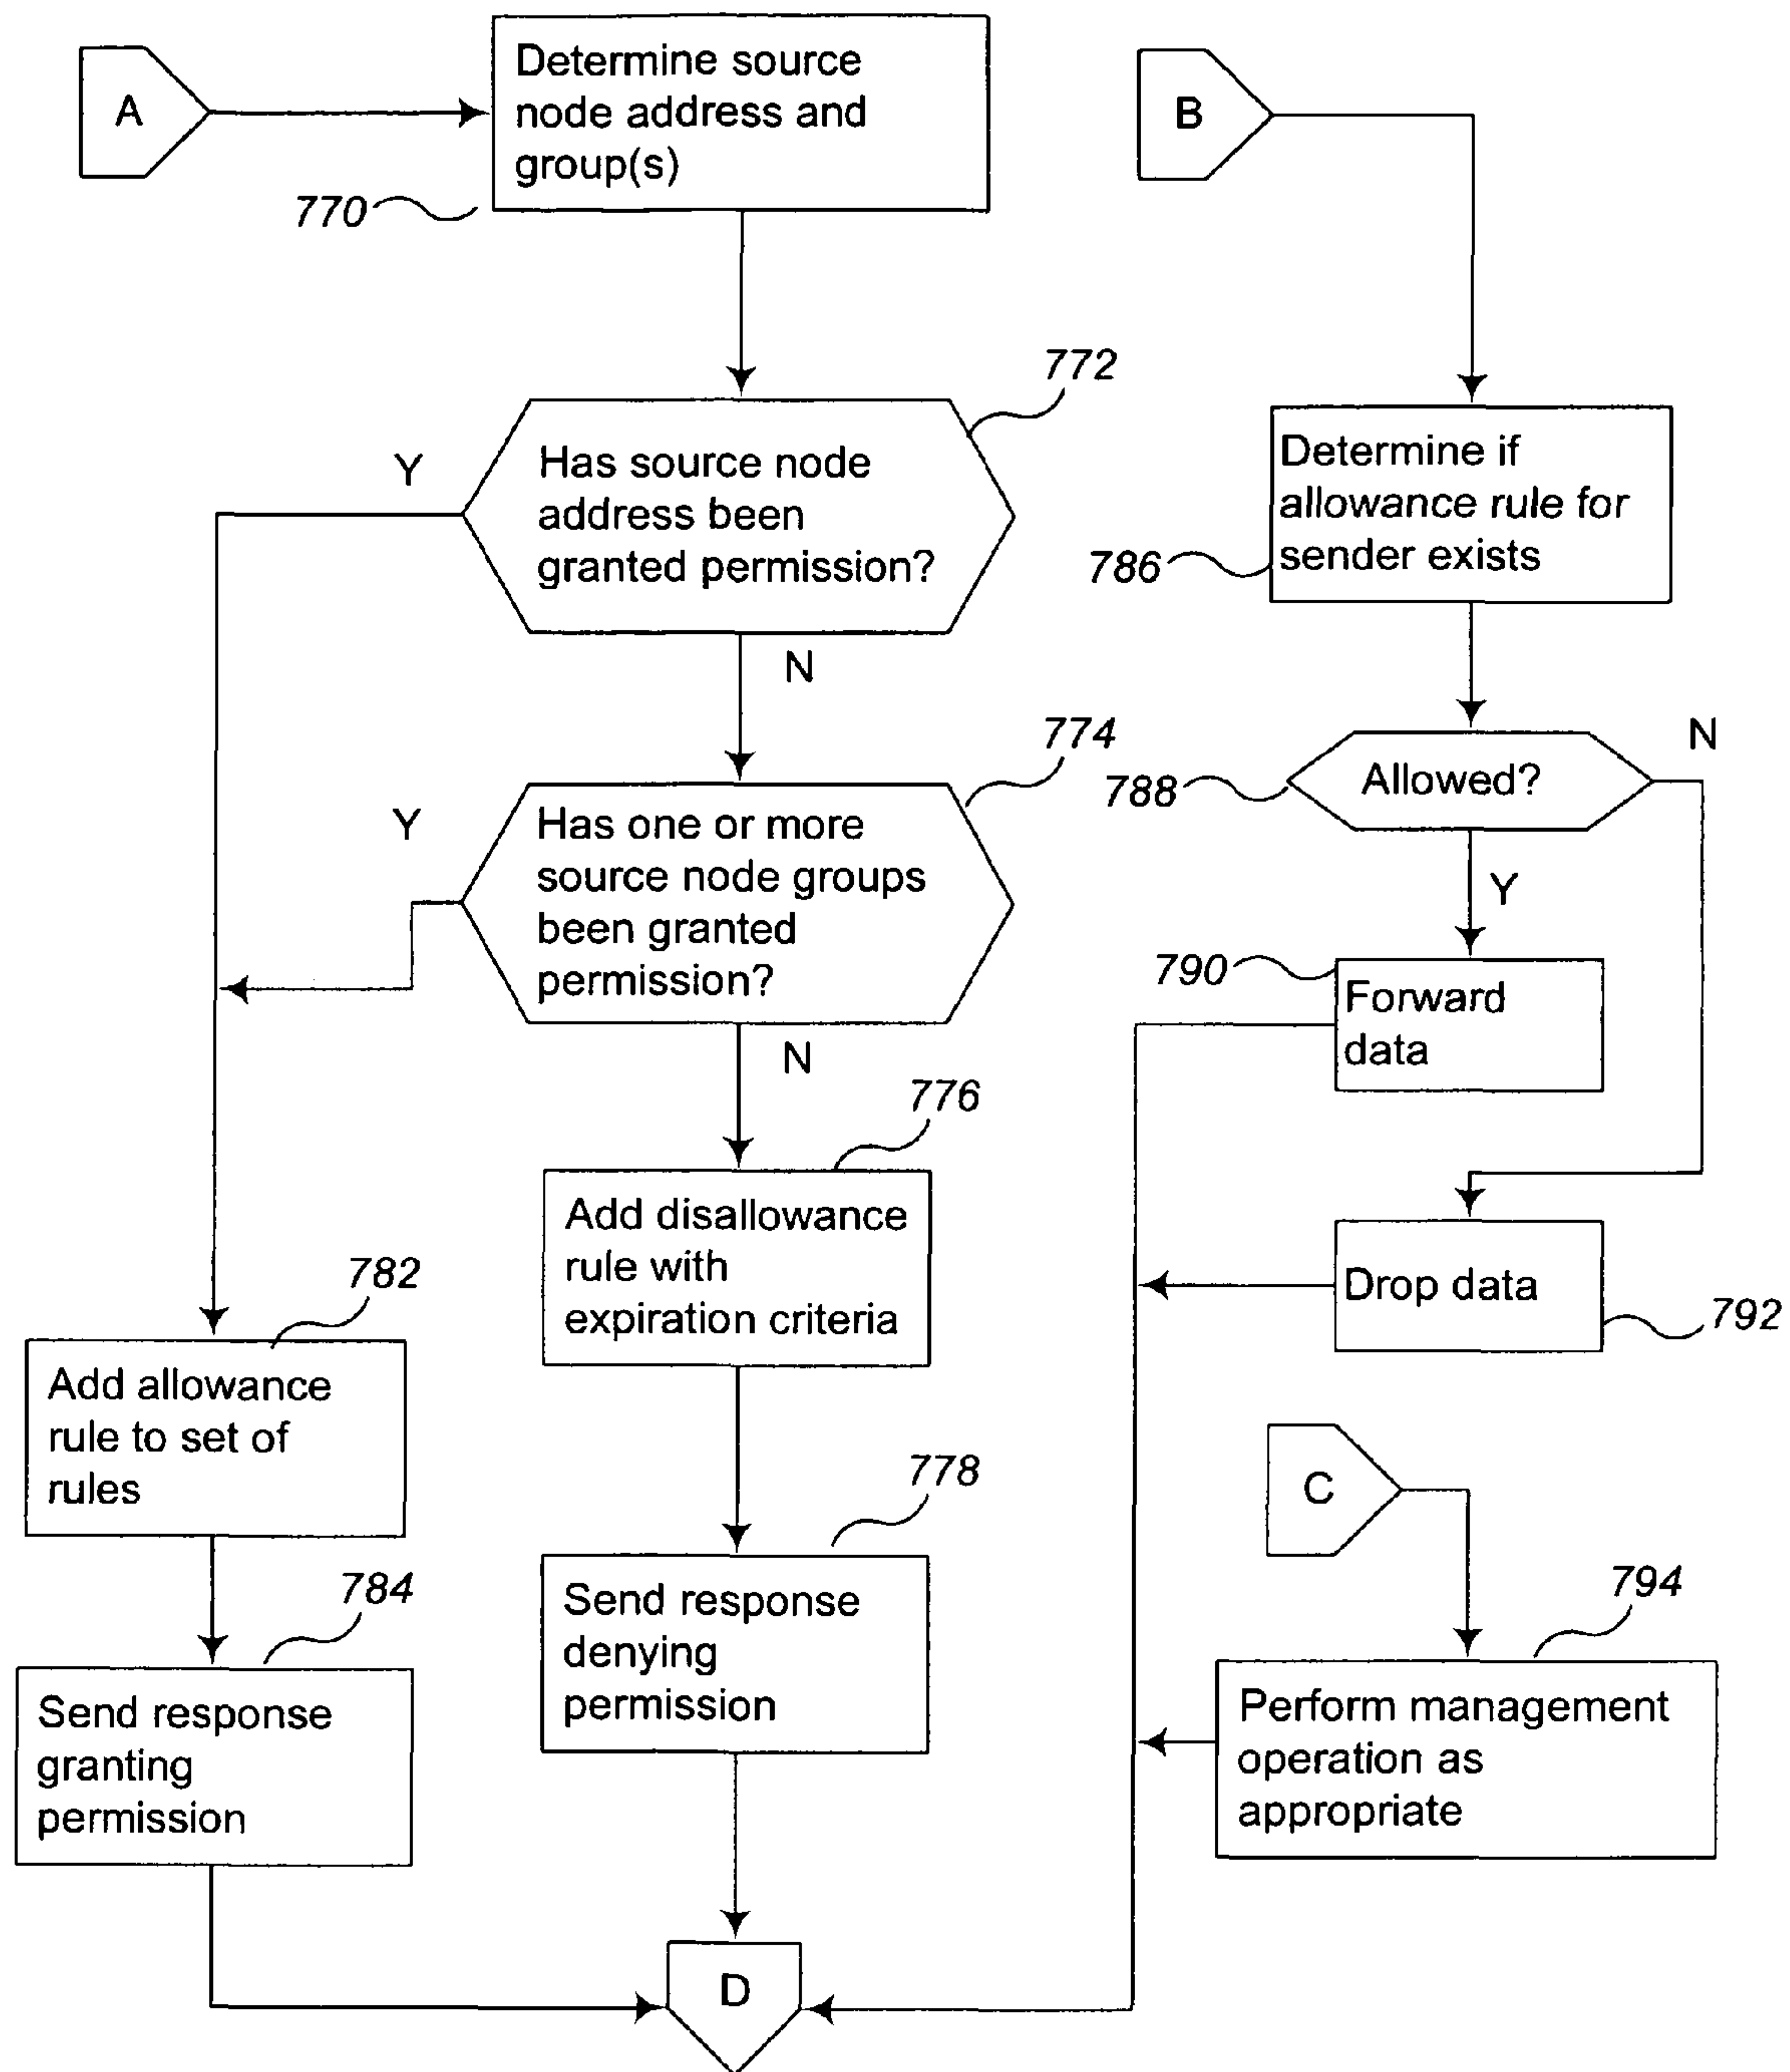 A
Determine source
node address and
group(s)
770
772
Has source node
address been
granted permission?
Y
N
774
Has one or more
source node groups
been granted
permission?
Y
N
776
Add disallowance
rule with
expiration criteria
778
Send response
denying
permission
782
Add allowance
rule to set of
rules
784
Send response
granting
permission
B
Determine if
allowance rule for
sender exists
786
Allowed?
788
N
Y
790
Forward
data
Drop data
792
C
794
Perform management
operation as
appropriate
D